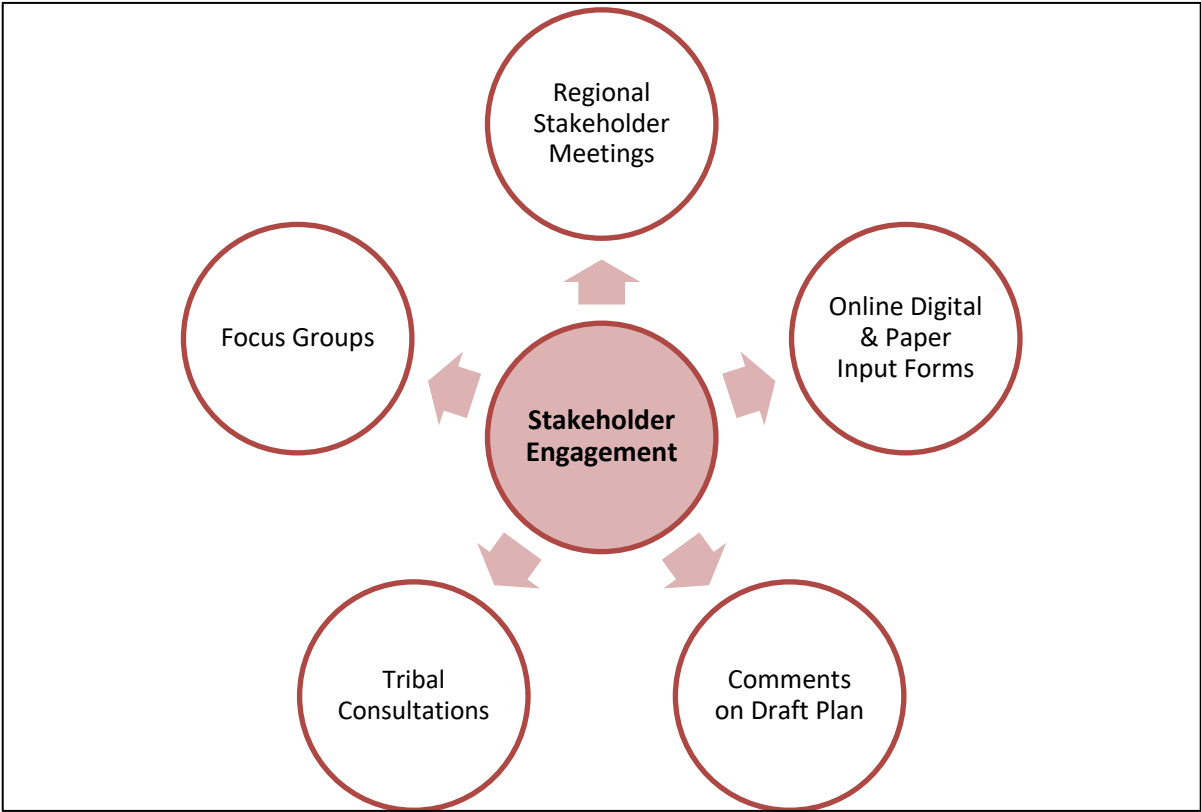 Regional
Stakeholder
Meetings
Online Digital
& Paper
Input Forms
Focus Groups
Stakeholder
Engagement
Tribal
Consultations
Comments
on Draft Plan